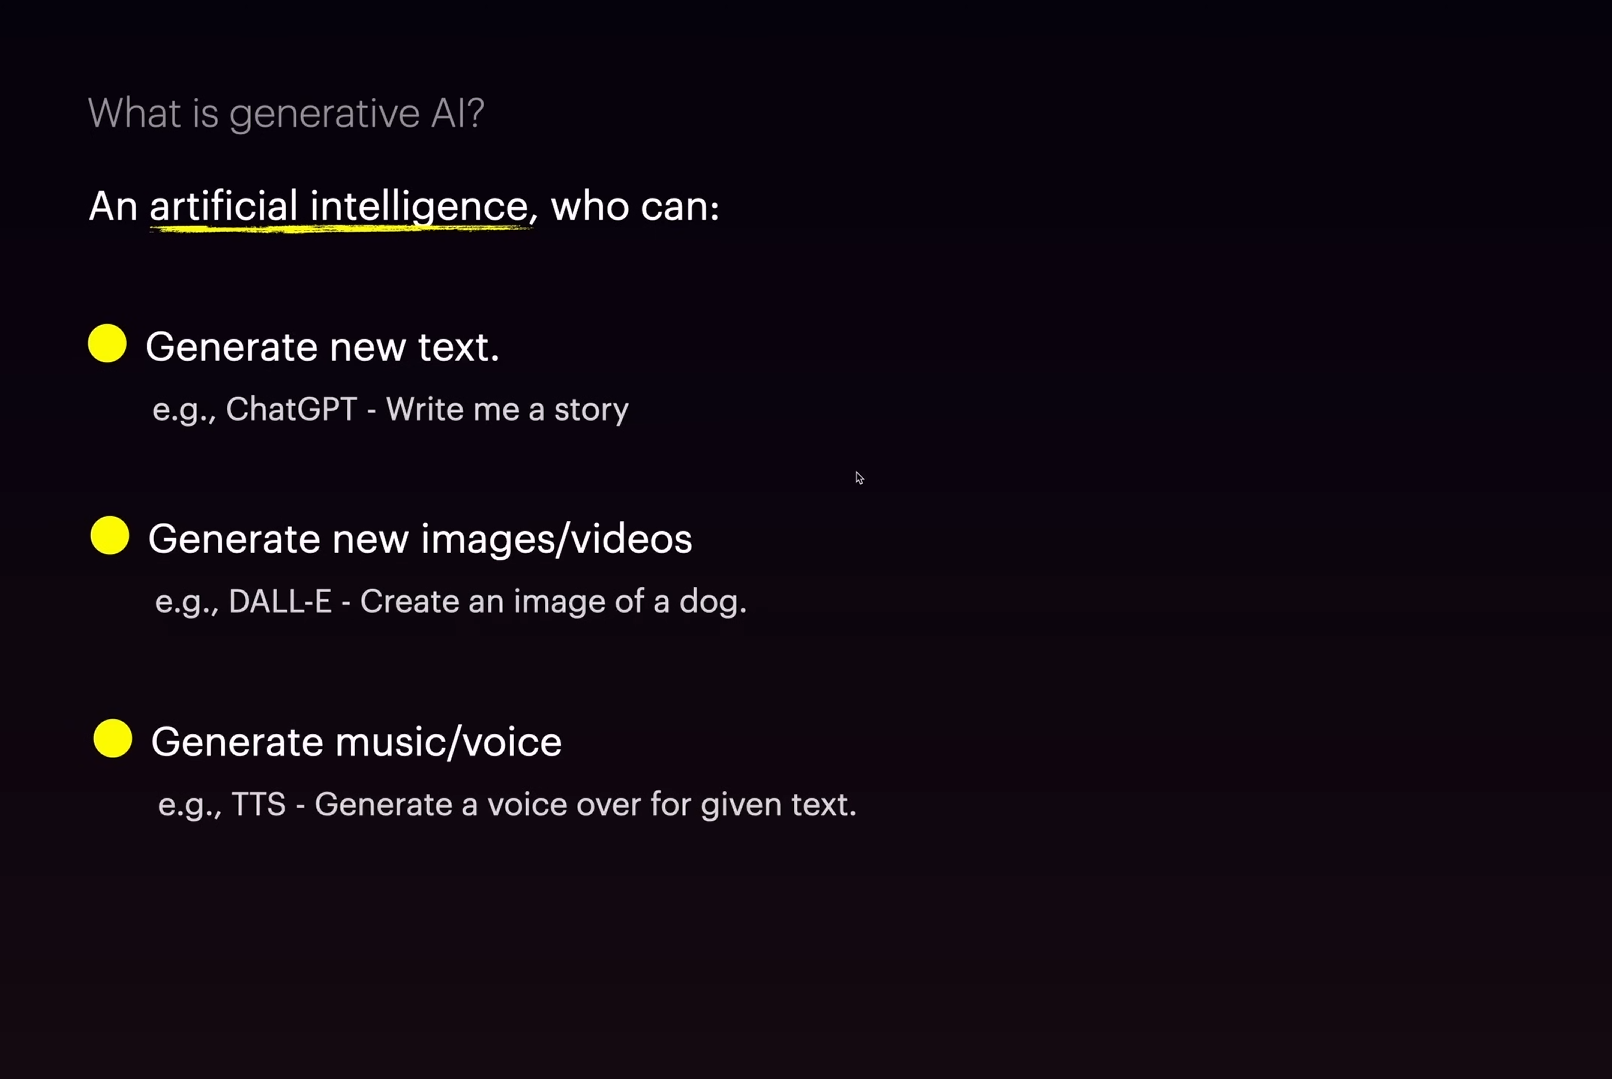 What is generative AI?
An artificial intelligence, who can:
Generate new text.
e.g., ChatGPT - Write me a story
Generate new images/videos
e.g., DALL-E - Create an image of a dog.
Generate music/voice
e.g., TTS - Generate a voice over for given text.